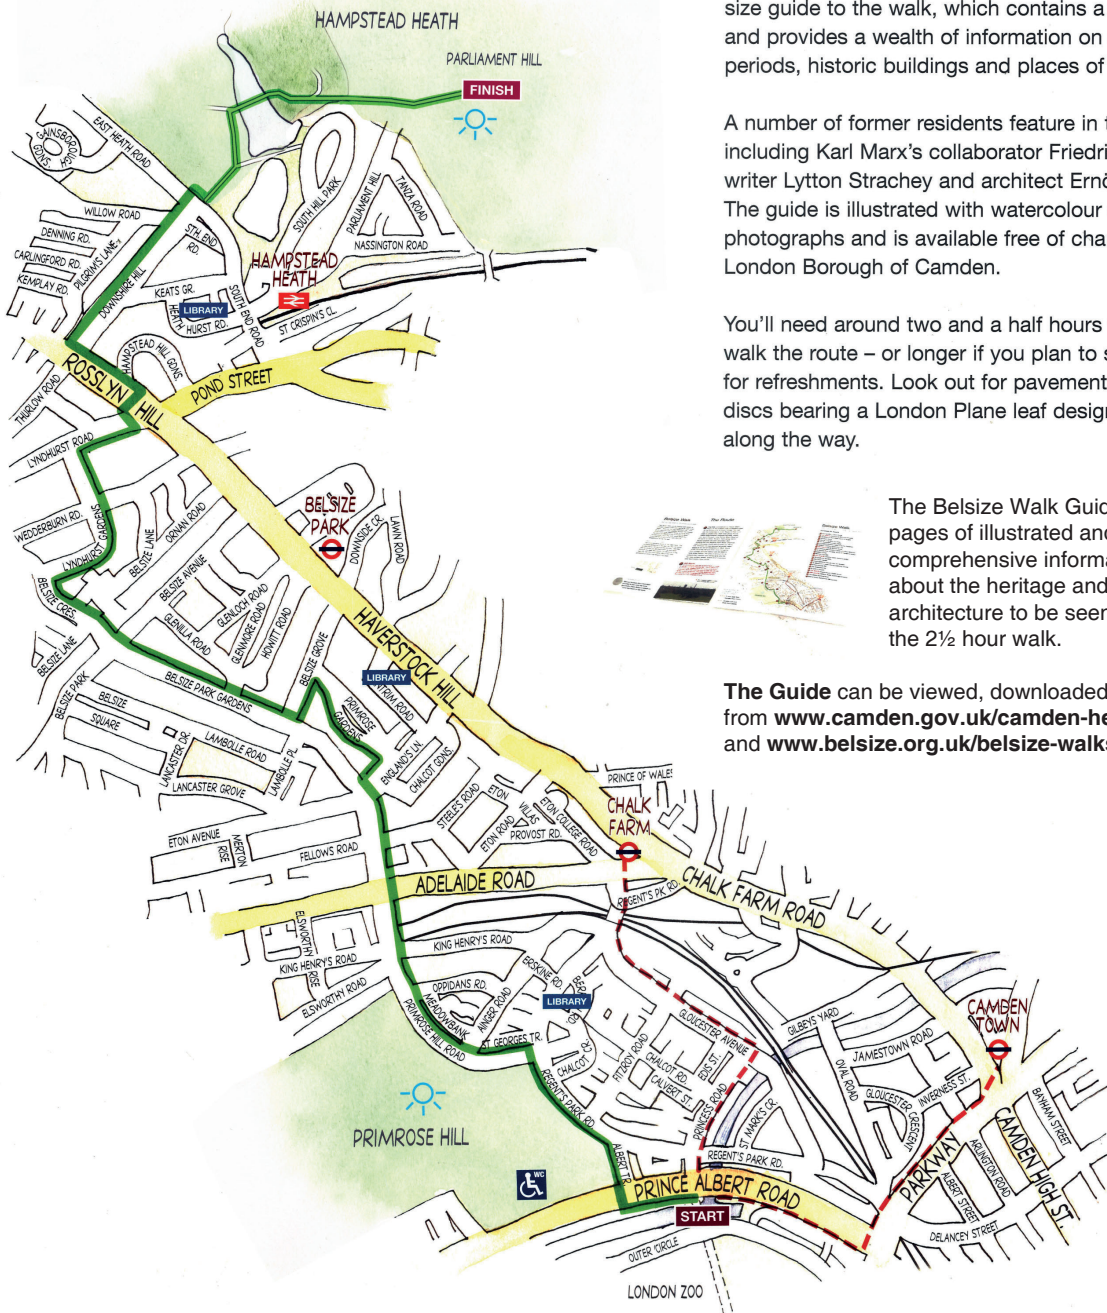 size guide to the walk, which contains a
and provides a wealth of information on
periods, historic buildings and places of
A number of former residents feature in
including Karl Marx's collaborator
writer Lytton Strachey and architect
The guide is illustrated with watercolour
photographs and is available free of
London Borough of Camden.
You'll need around two and a half hours
walk the route – or longer if you plan to
for refreshments. Look out for pavement
discs bearing a London Plane leaf
along the way.
Belsize Walk
The Route
The Belsize Walk
pages of illustrated and
comprehensive
about the heritage and
architecture to be seen
the 2½ hour walk.
The Guide can be viewed, downloaded
from www.camden.gov.uk/camden-he
and www.belsize.org.uk/belsize-walks
HAMPSTEAD HEATH
PARLIAMENT HILL
FINISH
GAINSBOROUGH
GDNS.
EAST HEATH ROAD
WILLOW ROAD
DENNING RD.
CARLINGFORD RD.
KEMPLAY RD.
PILGRIMS LANE
DOWNSHIRE HILL
STH. END
RD
KEATS GR.
LIBRARY
HEATH
HURST RD.
SOUTH END ROAD
SOUTH HILL PARK
PARLIAMENT HILL
TANZA ROAD
NASSINGTON ROAD
HAMPSTEAD
HEATH
ST CRISPIN'S CL.
HAMPSTEAD HILL GDNS.
ROSSLYN HILL
POND STREET
THURLOW ROAD
LYNDHURST ROAD
WEDDERBURN RD.
LYNDHURST GARDENS
BELSIZE LANE
ORNAN ROAD
BELSIZE
PARK
DOWNSIDE CR.
LAWN ROAD
BELSIZE AVENUE
BELSIZE CRES.
GLENLOCH ROAD
GLENMORE ROAD
GLENILLA ROAD
HOWITT ROAD
BELSIZE GROVE
HAVERSTOCK HILL
LIBRARY
NTRIM ROAD
BELSIZE LANE
BELSIZE PARK
BELSIZE PARK GARDENS
BELSIZE
SQUARE
PRIMROSE
GARDENS
LANCASTER DR.
LAMBOLLE ROAD
LAMBOLLE PL
ENGLAND'S LN.
CHALCOT GDNS.
LANCASTER GROVE
STEELE'S ROAD
ETON
VILLAS
ETON ROAD
ETON COLLEGE ROAD
PROVOST RD.
PRINCE OF WALES
CHALK
FARM
ETON AVENUE
MERTON
RISE
FELLOWS ROAD
ADELAIDE ROAD
REGENT'S PK RD.
CHALK FARM ROAD
ELSWORTHY
RISE
KING HENRY'S ROAD
KING HENRY'S ROAD
ELSWORTHY ROAD
OPPIDANS RD.
MEADOWBANK
AINGER ROAD
ERSKINE RD.
LIBRARY
PRIMROSE HILL ROAD
ST GEORGES TR.
CHALCOT CR.
FITZROY ROAD
CHALCOT RD.
CALVERT ST.
EDIS ST.
GLOUCESTER AVENUE
GILBEYS YARD
JAMESTOWN ROAD
CAMDEN
TOWN
OVAL ROAD
GLOUCESTER CRESCENT
INVERNESS ST.
BAYHAM STREET
PRIMROSE HILL
REGENT'S PARK RD.
ALBERT TR.
PRINCESS ROAD
ST MARK'S CR.
REGENT'S PARK RD.
PARKWAY
CAMDEN HIGH ST.
ARLINGTON ROAD
ALBERT STREET
DELANCEY STREET
WC
PRINCE ALBERT ROAD
START
OUTER CIRCLE
LONDON ZOO